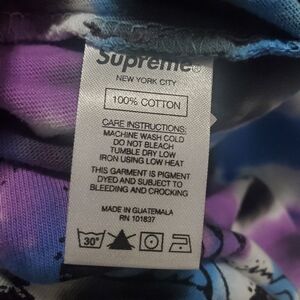 Supreme®
NEW YORK CITY
100% COTTON
CARE INSTRUCTIONS:
MACHINE WASH COLD
DO NOT BLEACH
TUMBLE DRY LOW
IRON USING LOW HEAT
THIS GARMENT IS PIGMENT
DYED AND SUBJECT TO
BLEEDING AND CROCKING
MADE IN GUATEMALA
RN 101837
30°